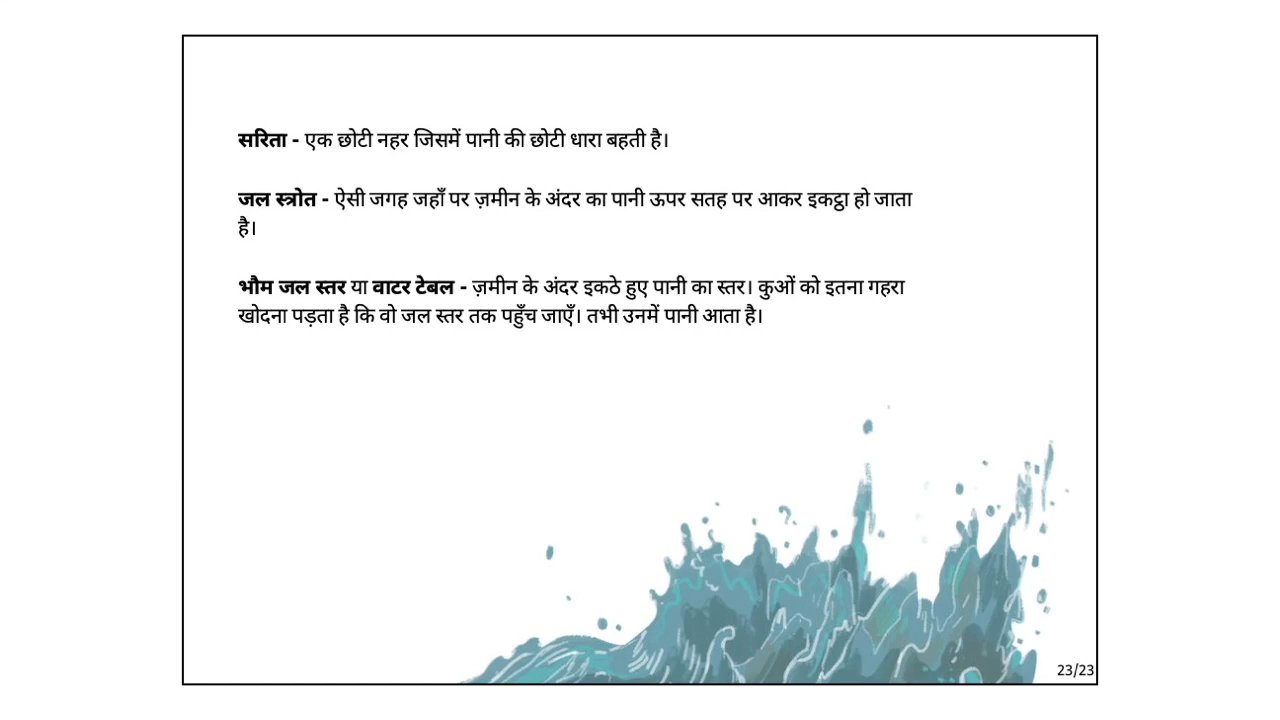 सरिता - एक छोटी नहर जिसमें पानी की छोटी धारा बहती है।
जल स्त्रोत - ऐसी जगह जहाँ पर ज़मीन के अंदर का पानी ऊपर सतह पर आकर इकट्ठा हो जाता
है।
भौम जल स्तर या वाटर टेबल - ज़मीन के अंदर इकठे हुए पानी का स्तर। कुओं को इतना गहरा
खोदना पड़ता है कि वो जल स्तर तक पहुँच जाएँ। तभी उनमें पानी आता है।
23/23